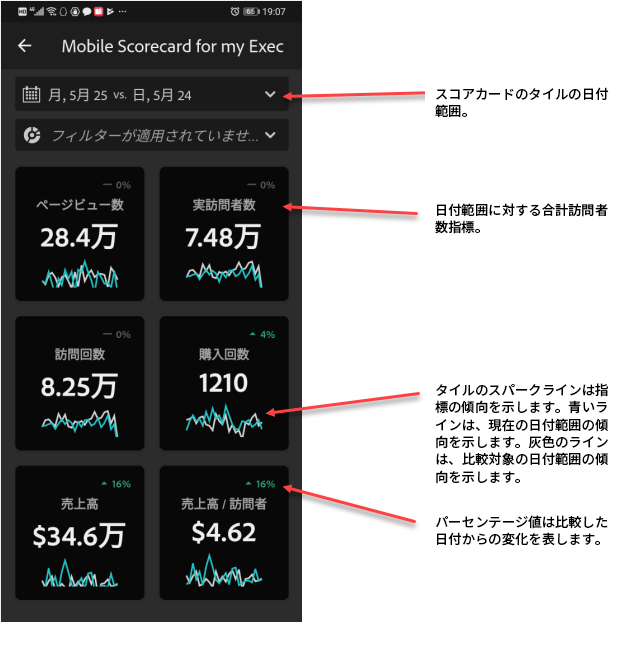 HD 4G 65 19:07
Mobile Scorecard for my Exec
月, 5月 25 vs. 日, 5月 24
フィルターが適用されていませ...
0%
ページビュー数
28.4万
0%
実訪問者数
7.48万
0%
訪問回数
8.25万
4%
購入回数
1210
16%
売上高
$34.6万
16%
売上高 / 訪問者
$4.62
スコアカードのタイルの日付
範囲。
日付範囲に対する合計訪問者
数指標。
タイルのスパークラインは指
標の傾向を示します。青いラ
インは、現在の日付範囲の傾
向を示します。灰色のライン
は、比較対象の日付範囲の傾
向を示します。
パーセンテージ値は比較した
日付からの変化を表します。